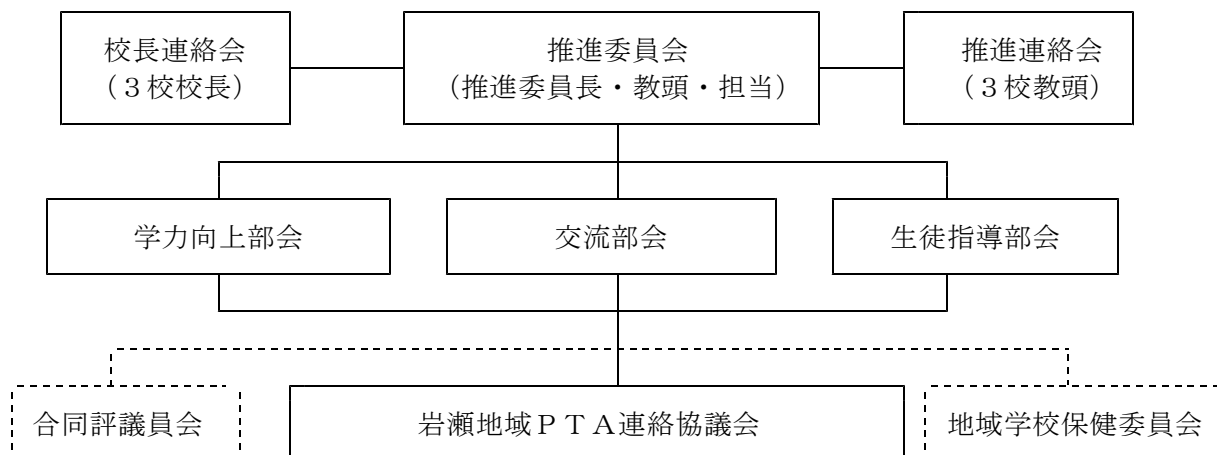 校長連絡会
（３校校長）
推進委員会
（推進委員長・教頭・担当）
推進連絡会
（３校教頭）
学力向上部会
交流部会
生徒指導部会
合同評議員会
岩瀬地域ＰＴＡ連絡協議会
地域学校保健委員会